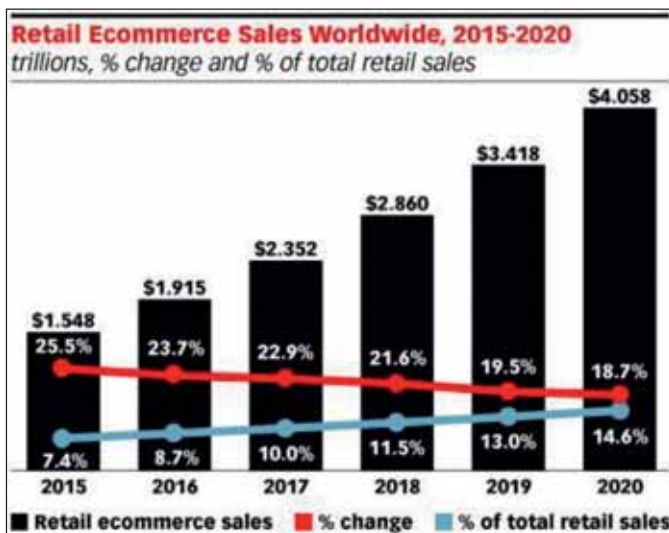 Retail Ecommerce Sales Worldwide, 2015-2020
trillions, % change and % of total retail sales
$4.058
$3.418
$2.860
$2.352
$1.915
$1.548
25.5% 23.7% 22.9% 21.6% 19.5% 18.7%
7.4% 8.7% 10.0% 11.5% 13.0% 14.6%
2015 2016 2017 2018 2019 2020
Retail ecommerce sales % change % of total retail sales